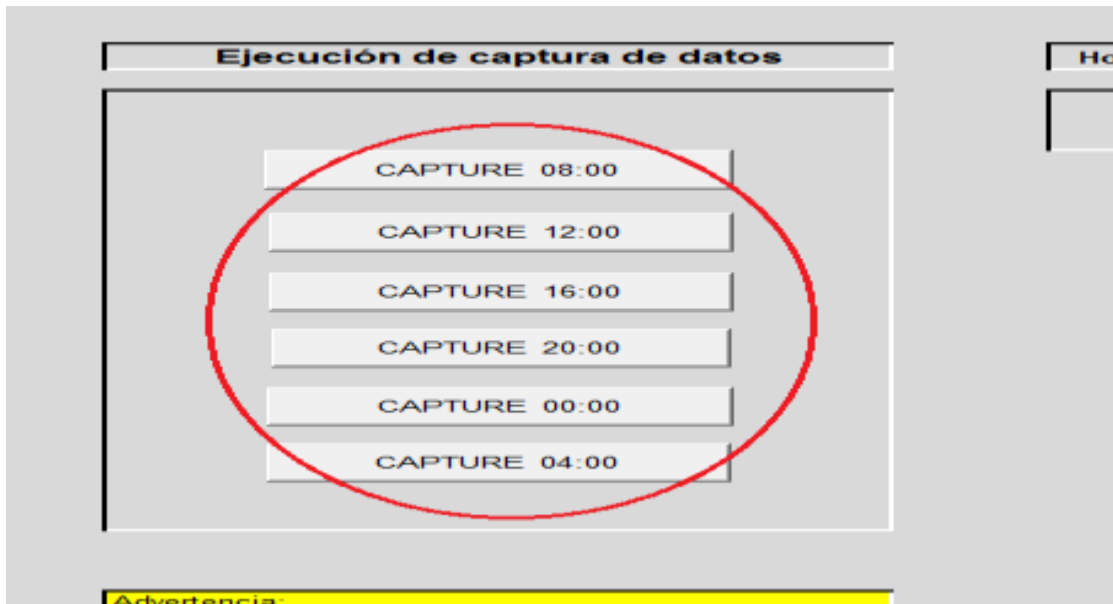 Ejecución de captura de datos
CAPTURE 08:00
CAPTURE 12:00
CAPTURE 16:00
CAPTURE 20:00
CAPTURE 00:00
CAPTURE 04:00
Advertencia: